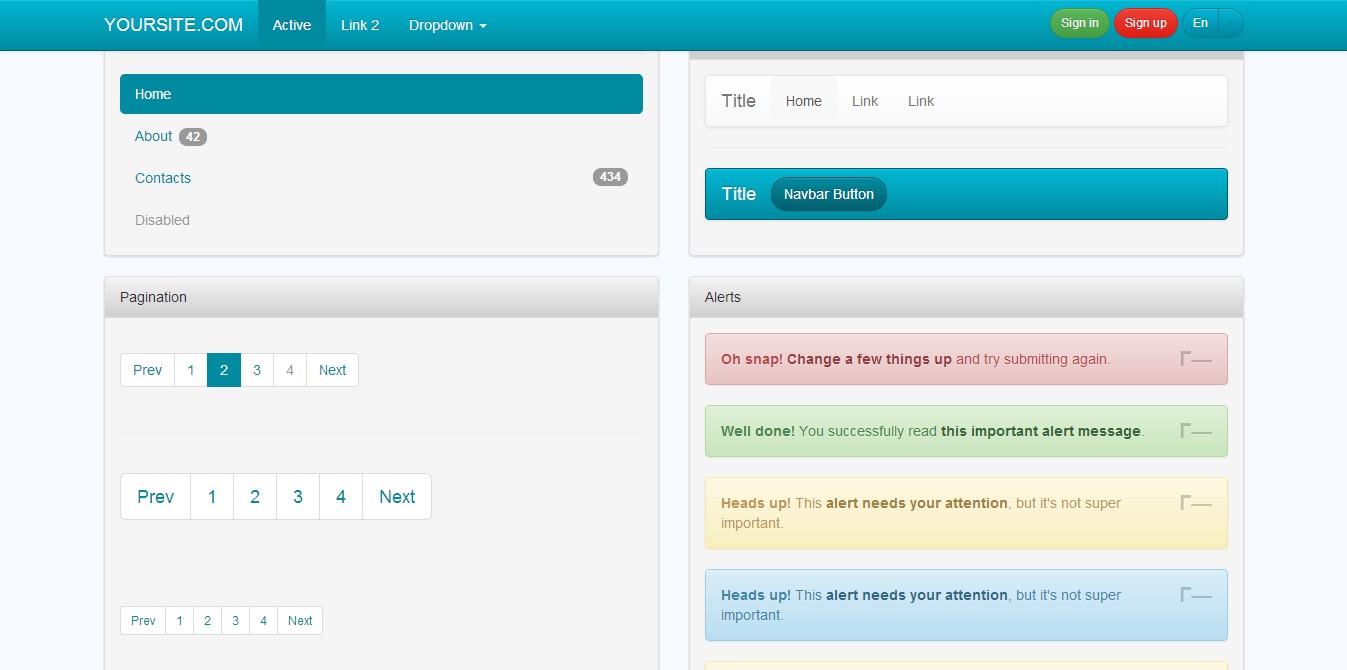 YOURSITE.COM Active Link 2 Dropdown Sign in Sign up En
Home
About 42
Contacts 434
Disabled
Title Home Link Link
Title Navbar Button
Pagination
Prev 1 2 3 4 Next
Prev 1 2 3 4 Next
Prev 1 2 3 4 Next
Alerts
Oh snap! Change a few things up and try submitting again.
Well done! You successfully read this important alert message.
Heads up! This alert needs your attention, but it's not super
important.
Heads up! This alert needs your attention, but it's not super
important.